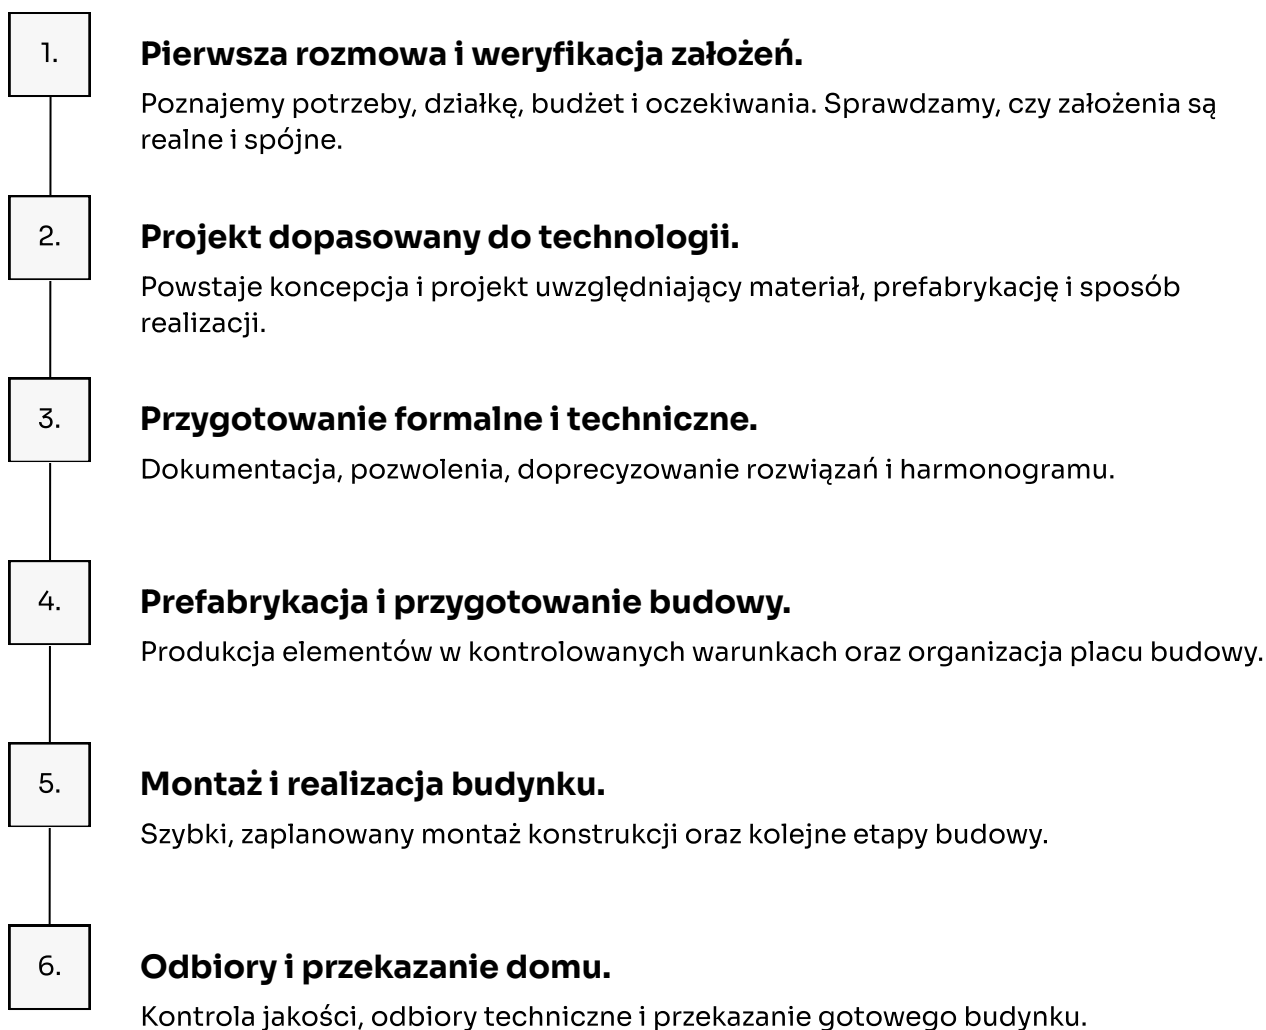 1.
Pierwsza rozmowa i weryfikacja założeń.
Poznajemy potrzeby, działkę, budżet i oczekiwania. Sprawdzamy, czy założenia są
realne i spójne.
2.
Projekt dopasowany do technologii.
Powstaje koncepcja i projekt uwzględniający materiał, prefabrykację i sposób
realizacji.
3.
Przygotowanie formalne i techniczne.
Dokumentacja, pozwolenia, doprecyzowanie rozwiązań i harmonogramu.
4.
Prefabrykacja i przygotowanie budowy.
Produkcja elementów w kontrolowanych warunkach oraz organizacja placu budowy.
5.
Montaż i realizacja budynku.
Szybki, zaplanowany montaż konstrukcji oraz kolejne etapy budowy.
6.
Odbiory i przekazanie domu.
Kontrola jakości, odbiory techniczne i przekazanie gotowego budynku.